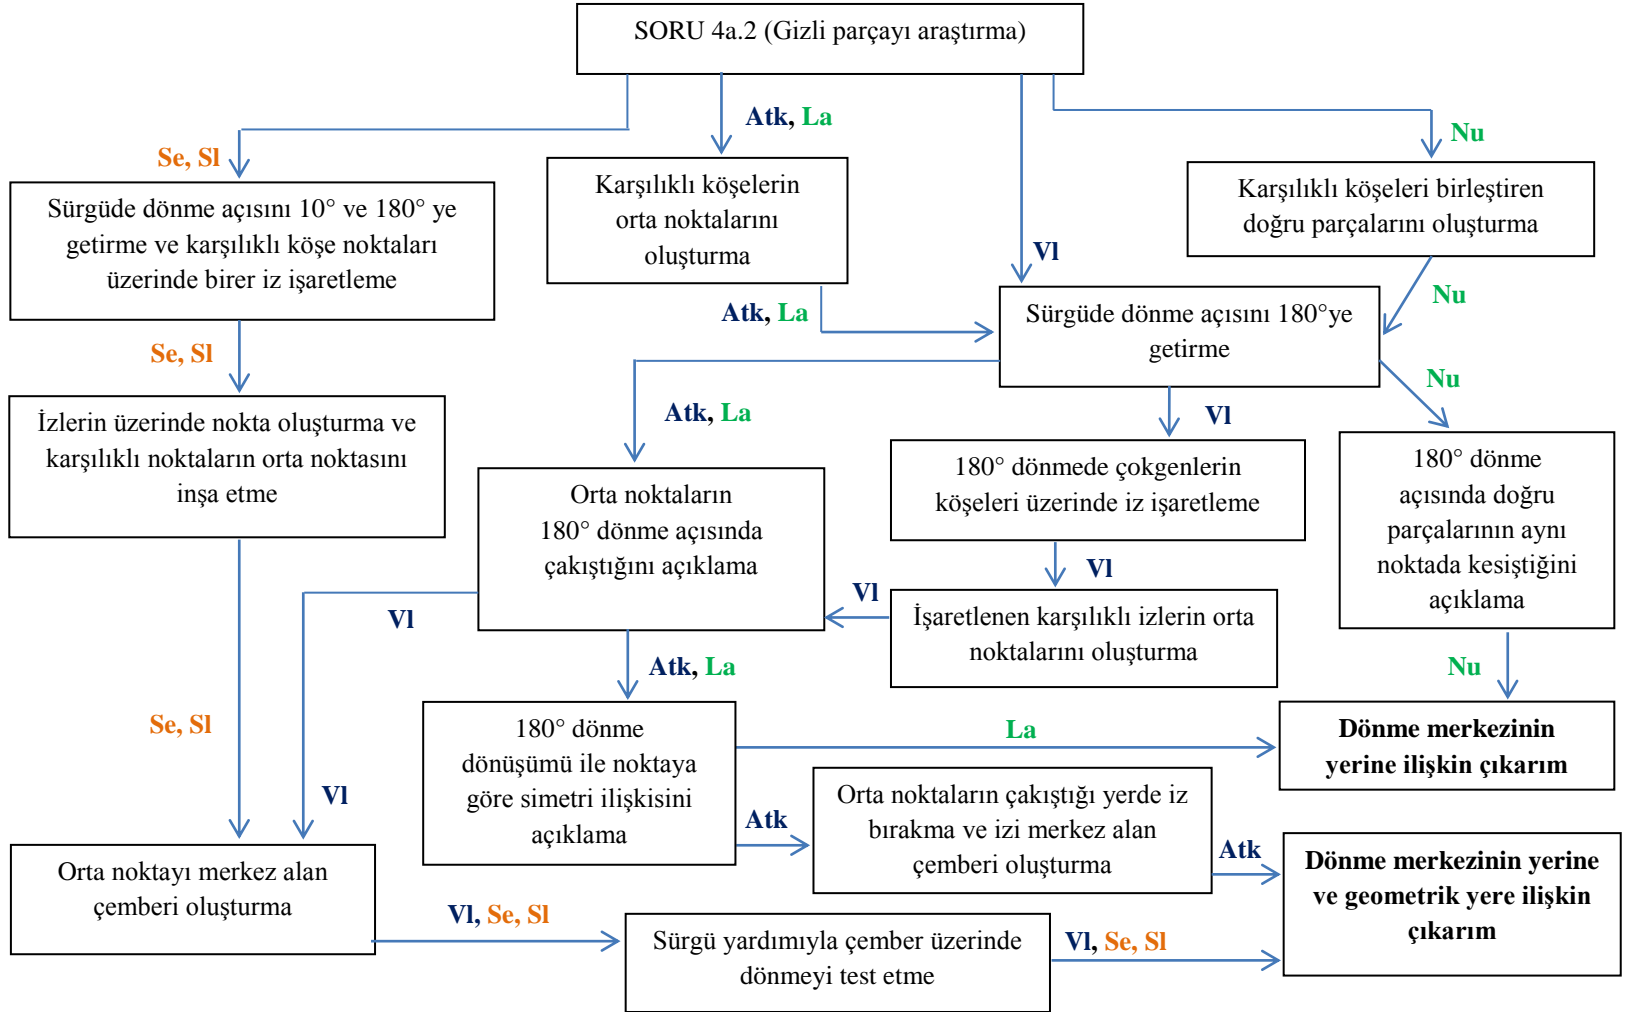 SORU 4a.2 (Gizli parçayı araştırma)
Atk, La
Nu
Se, Sl
Sürgüde dönme açısını 10° ve 180° ye
getirme ve karşılıklı köşe noktaları
üzerinde birer iz işaretleme
Karşılıklı köşelerin
orta noktalarını
oluşturma
Vl
Karşılıklı köşeleri birleştiren
doğru parçalarını oluşturma
Atk, La
Nu
Sürgüde dönme açısını 180°ye
getirme
Se, Sl
Atk, La
Vl
Nu
İzlerin üzerinde nokta oluşturma ve
karşılıklı noktaların orta noktasını
inşa etme
Orta noktaların
180° dönme açısında
çakıştığını açıklama
180° dönmede çokgenlerin
köşeleri üzerinde iz işaretleme
180° dönme
açısında doğru
parçalarının aynı
noktada kesiştiğini
açıklama
Vl
Vl
Vl
İşaretlenen karşılıklı izlerin orta
noktalarını oluşturma
Atk, La
Nu
Se, Sl
Vl
180° dönme
dönüşümü ile noktaya
göre simetri ilişkisini
açıklama
La
Dönme merkezinin
yerine ilişkin çıkarım
Atk
Orta noktaların çakıştığı yerde iz
bırakma ve izi merkez alan
çemberi oluşturma
Atk
Orta noktayı merkez alan
çemberi oluşturma
Dönme merkezinin yerine
ve geometrik yere ilişkin
çıkarım
Vl, Se, Sl
Sürgü yardımıyla çember üzerinde
dönmeyi test etme
Vl, Se, Sl